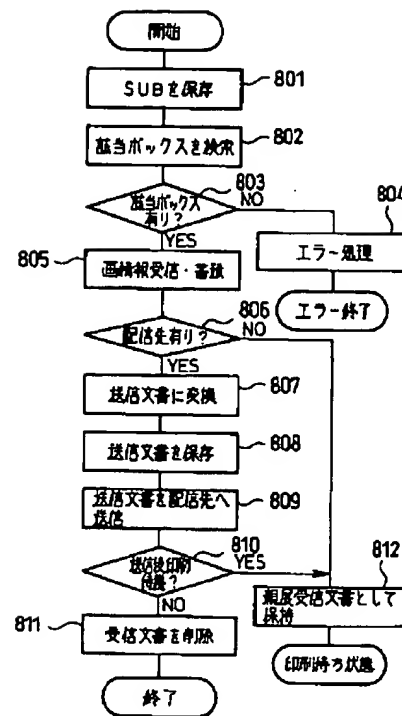 開始
SUBを保存
801
該当ボックスを検索
802
該当ボックス
有り?
803
NO
YES
804
エラー処理
エラー終了
805
画情報受信・蓄積
配信先有り?
806
NO
YES
送信文書に変換
807
送信文書を保存
808
送信文書を配信先へ
送信
809
送信後印刷
810
YES
NO
812
受信文書として
保持
印刷待ち状態
811
受信文書を削除
終了